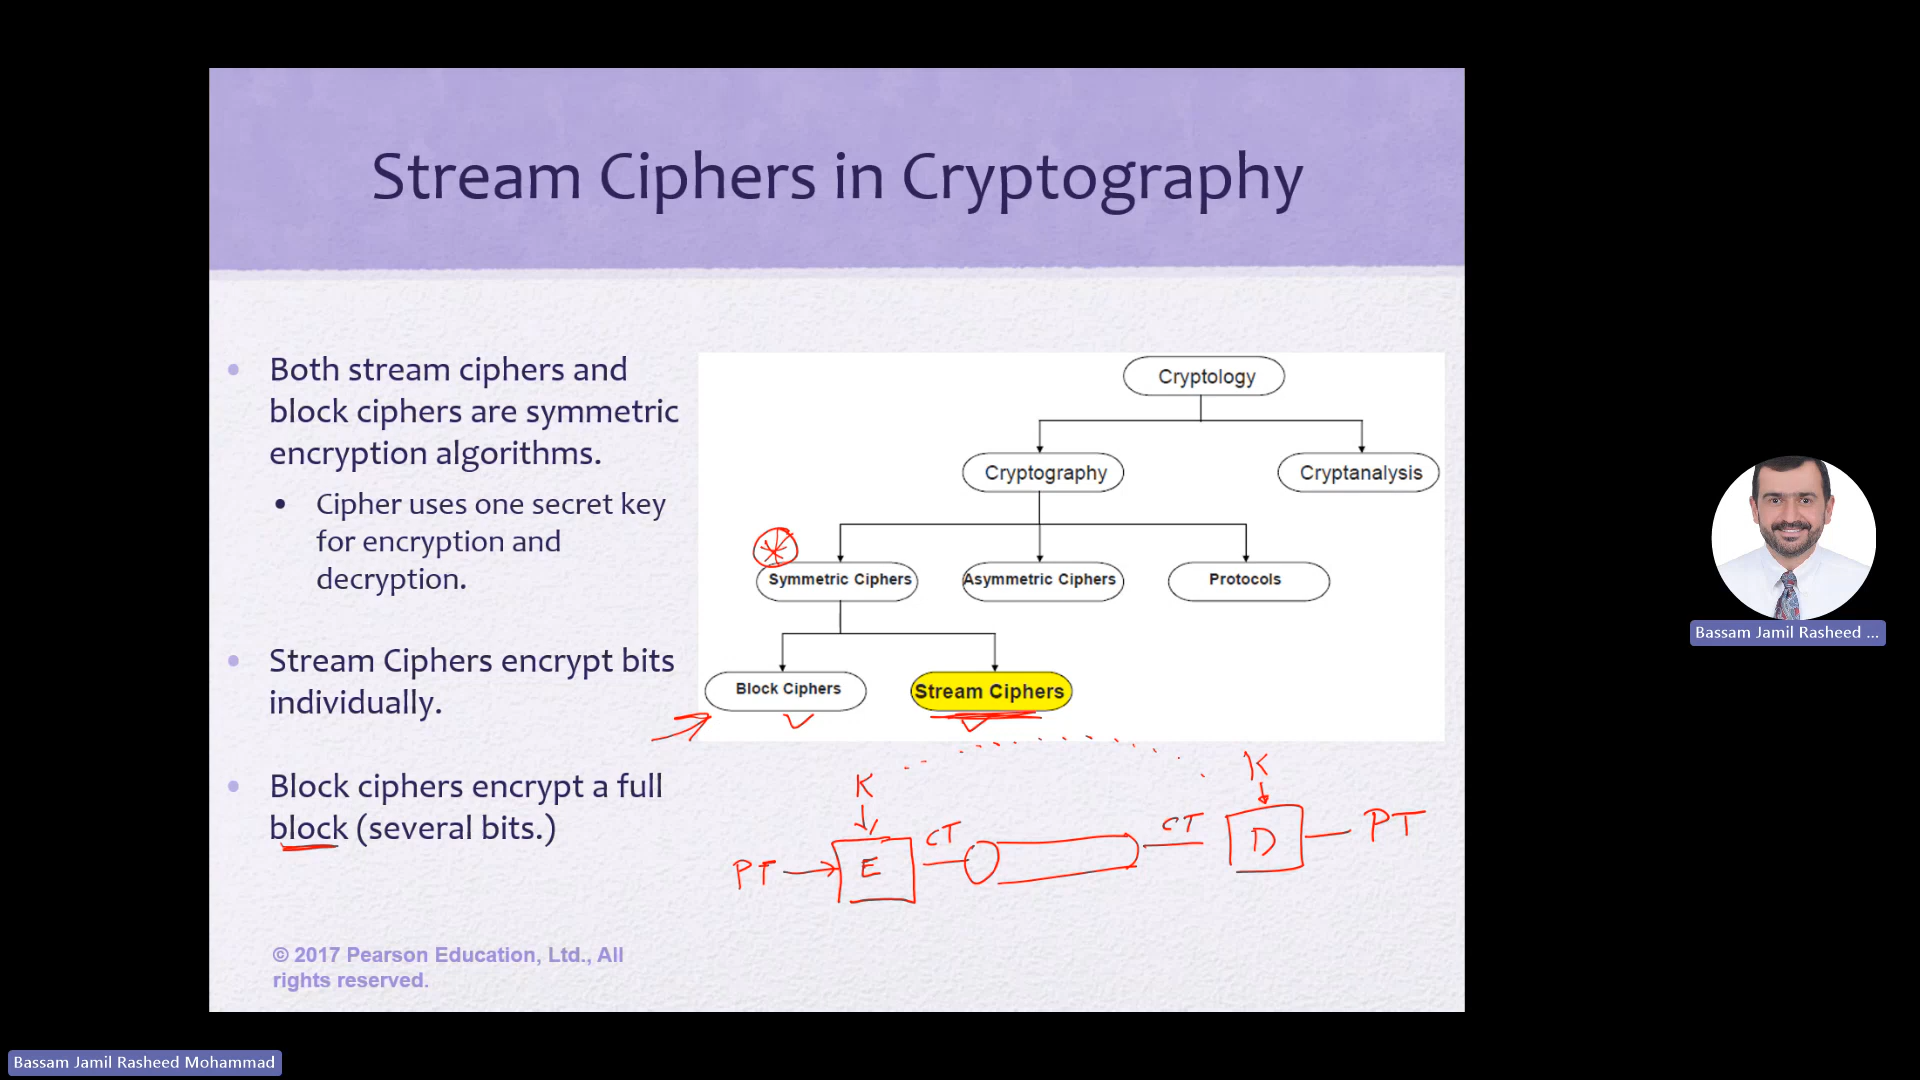 Stream Ciphers in Cryptography
Both stream ciphers and
block ciphers are symmetric
encryption algorithms.
Cipher uses one secret key
for encryption and
decryption.
Stream Ciphers encrypt bits
individually.
Block ciphers encrypt a full
block (several bits.)
© 2017 Pearson Education, Ltd., All
rights reserved.
Cryptology
Cryptography
Cryptanalysis
Symmetric Ciphers
Asymmetric Ciphers
Protocols
Block Ciphers
Stream Ciphers
K
K
PT
E
CT
CT
D
PT
Bassam Jamil Rasheed ...
Bassam Jamil Rasheed Mohammad